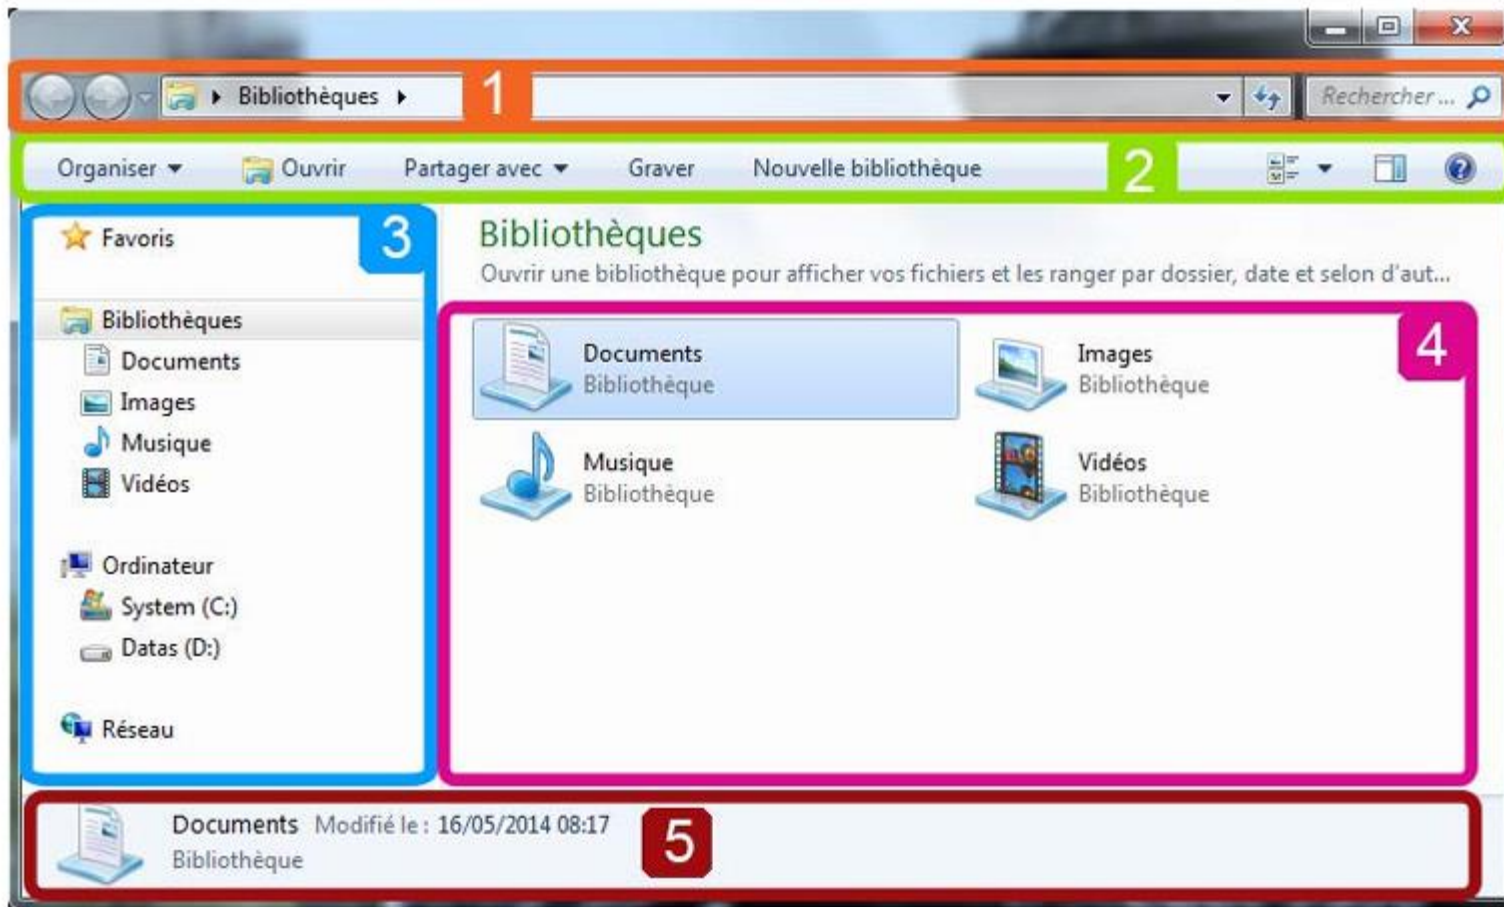 Bibliothèques
1
Rechercher ...
Organiser
Ouvrir
Partager avec
Graver
Nouvelle bibliothèque
2
3
Favoris
Bibliothèques
Documents
Images
Musique
Vidéos
Ordinateur
System (C:)
Datas (D:)
Réseau
Bibliothèques
Ouvrir une bibliothèque pour afficher vos fichiers et les ranger par dossier, date et selon d'aut...
4
Documents
Bibliothèque
Images
Bibliothèque
Musique
Bibliothèque
Vidéos
Bibliothèque
Documents Modifié le : 16/05/2014 08:17
Bibliothèque
5